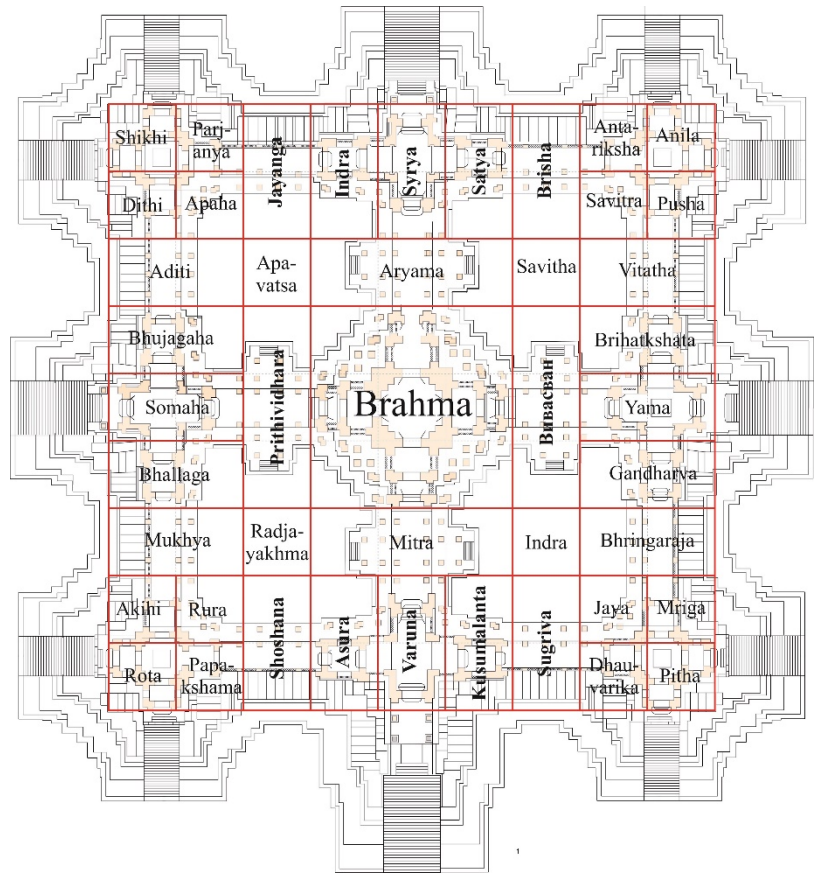 Shikhi
Parj-
anya
Jayanga
Indra
Syrya
Satya
Brisha
Anta-
riksha
Anila
Dithi
Apaha
Savitra
Pusha
Aditi
Apa-
vatsa
Aryama
Savitha
Vitatha
Bhujagaha
Brihatkshata
Somaha
Prithividhara
Brahma
Вивасван
Yama
Bhallaga
Gandharva
Mukhya
Radja-
yakhma
Mitra
Indra
Bhringaraja
Akihi
Rura
Jaya
Mriga
Rota
Papa-
kshama
Shoshana
Asura
Varuna
Kusumalanta
Sugriva
Dhau-
varika
Pitha
1